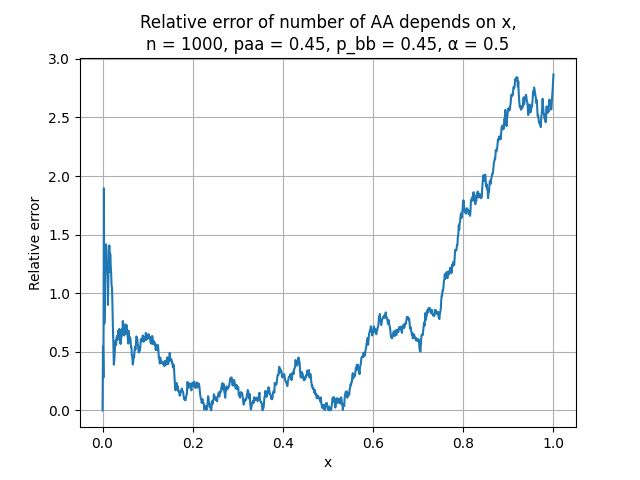 Relative error of number of AA depends on x,
n = 1000, paa = 0.45, p_bb = 0.45, α = 0.5
3.0
2.5
2.0
1.5
1.0
0.5
0.0
Relative error
0.0 0.2 0.4 0.6 0.8 1.0
x